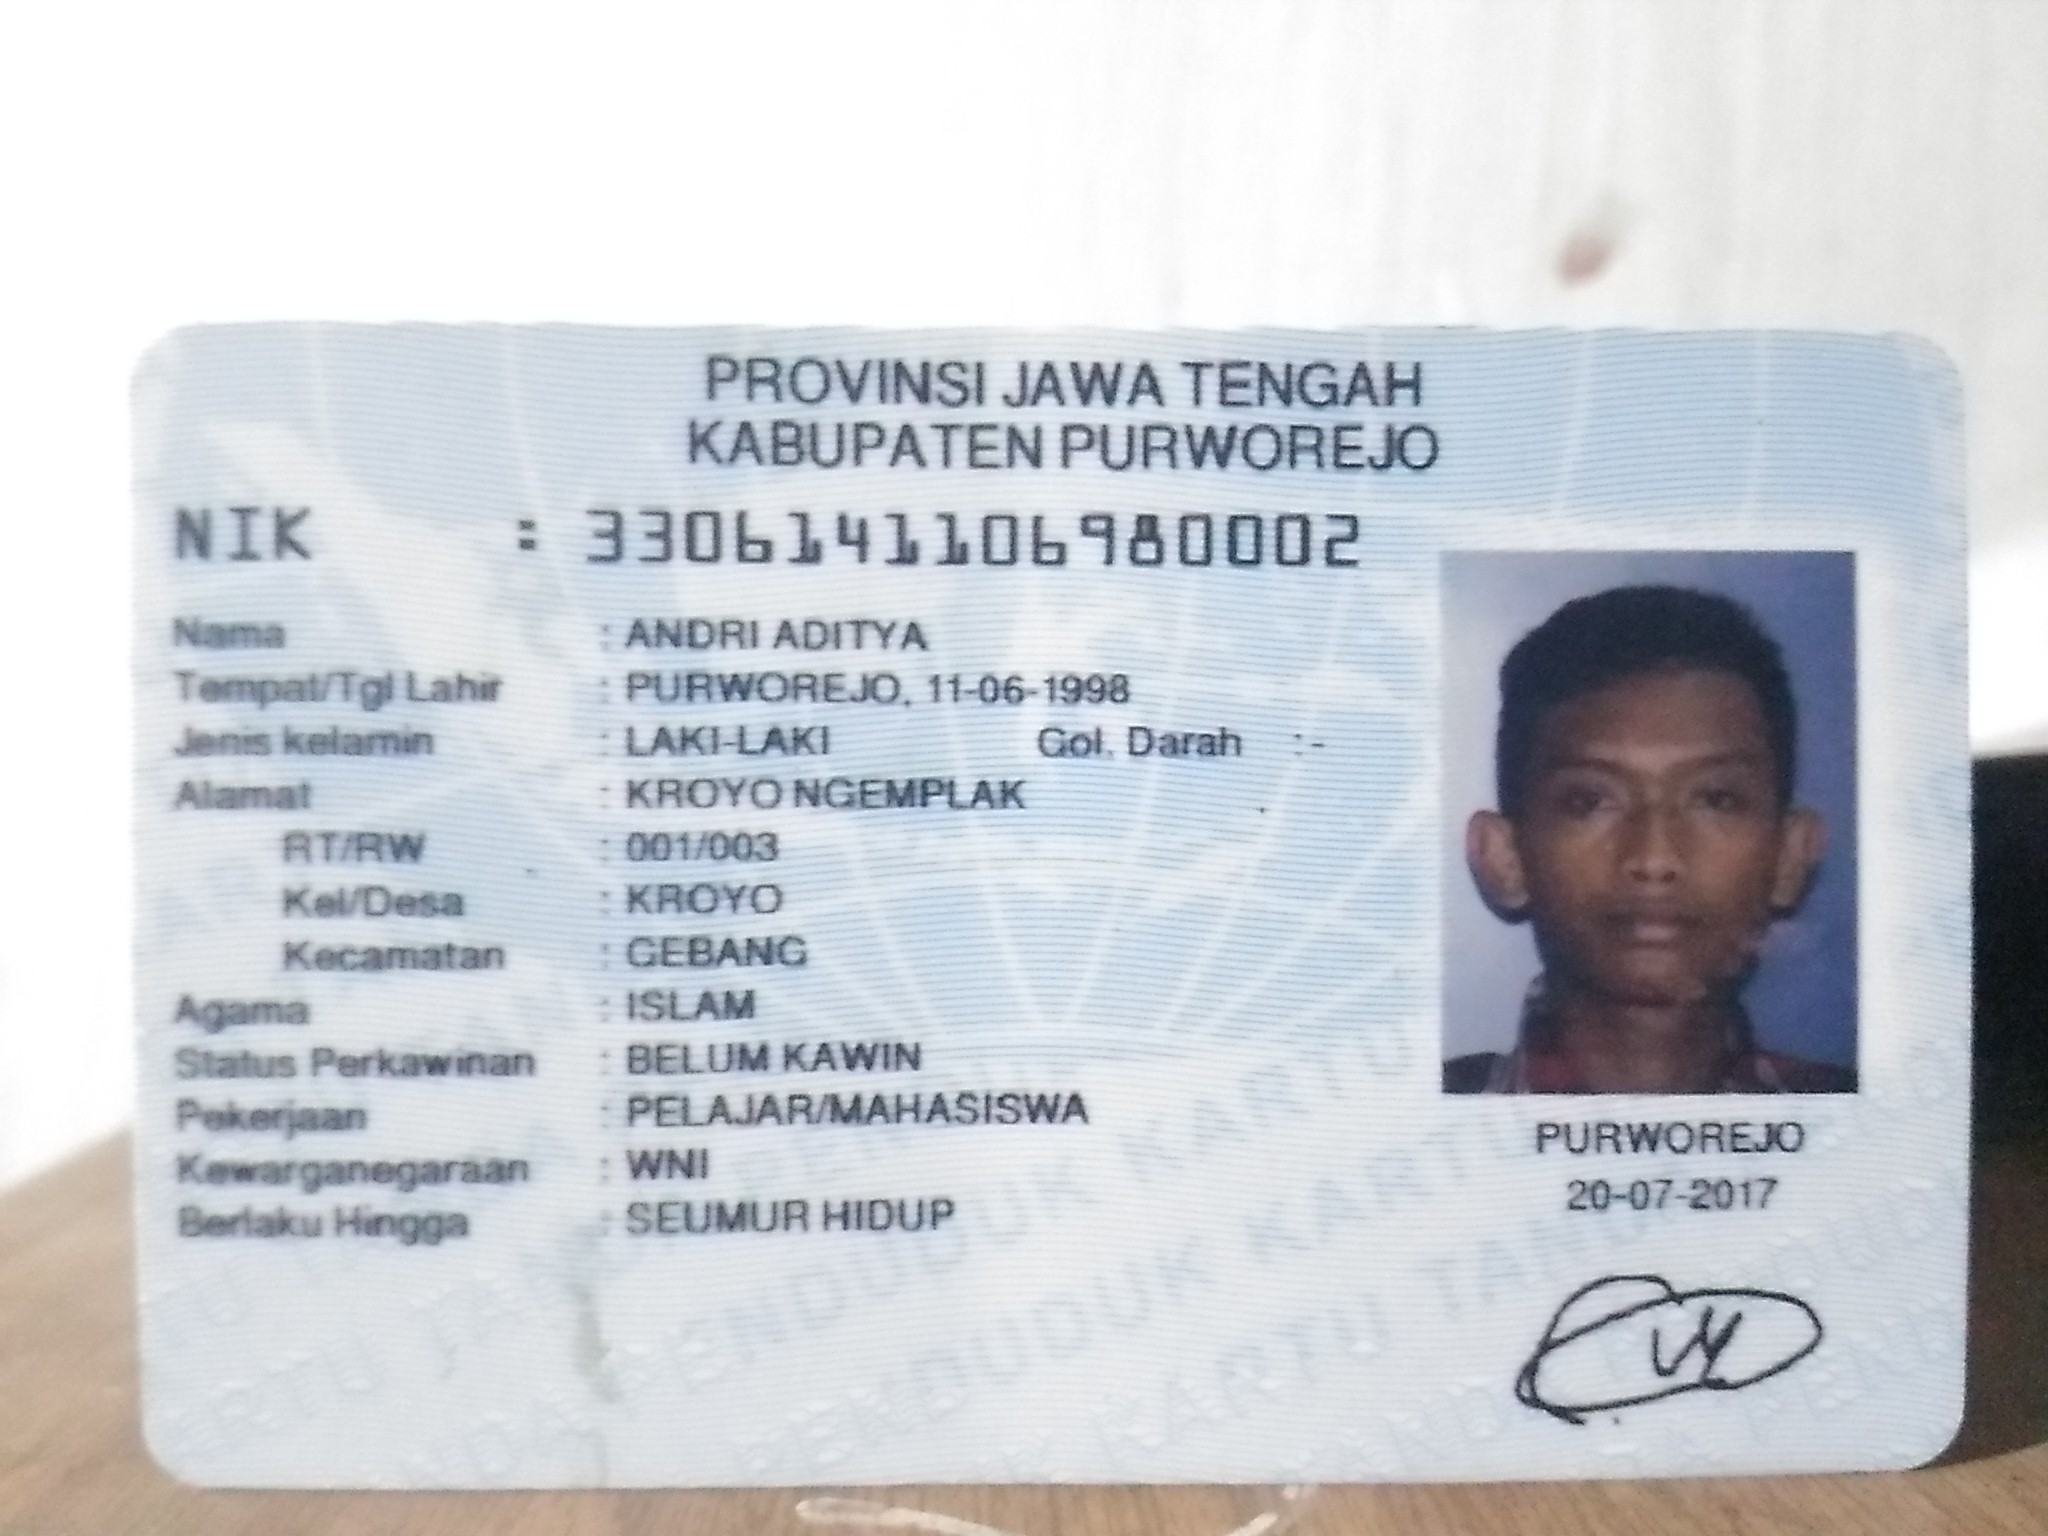 PROVINSI JAWA TENGAH
KABUPATEN PURWOREJO
NIK : 3306141106980002
Nama : ANDRI ADITYA
Tempat/Tgl Lahir : PURWOREJO, 11-06-1998
Jenis kelamin : LAKI-LAKI Gol. Darah : -
Alamat : KROYO NGEMPLAK
RT/RW : 001/003
Kel/Desa : KROYO
Kecamatan : GEBANG
Agama : ISLAM
Status Perkawinan : BELUM KAWIN
Pekerjaan : PELAJAR/MAHASISWA
Kewarganegaraan : WNI
Berlaku Hingga : SEUMUR HIDUP
PURWOREJO
20-07-2017